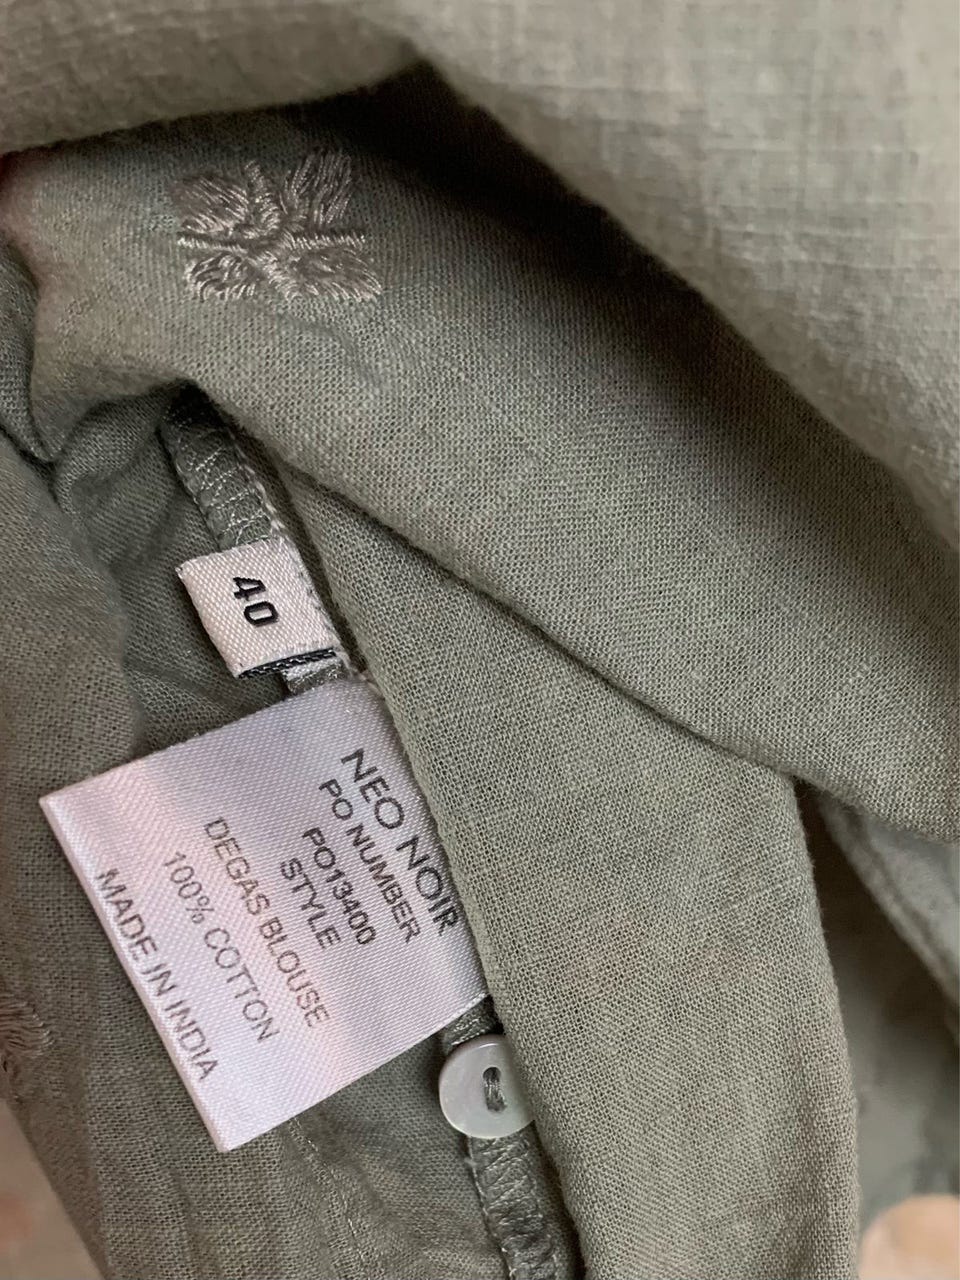 40
NEO NOIR
PO NUMBER
PO13400
STYLE
DEGAS BLOUSE
100% COTTON
MADE IN INDIA